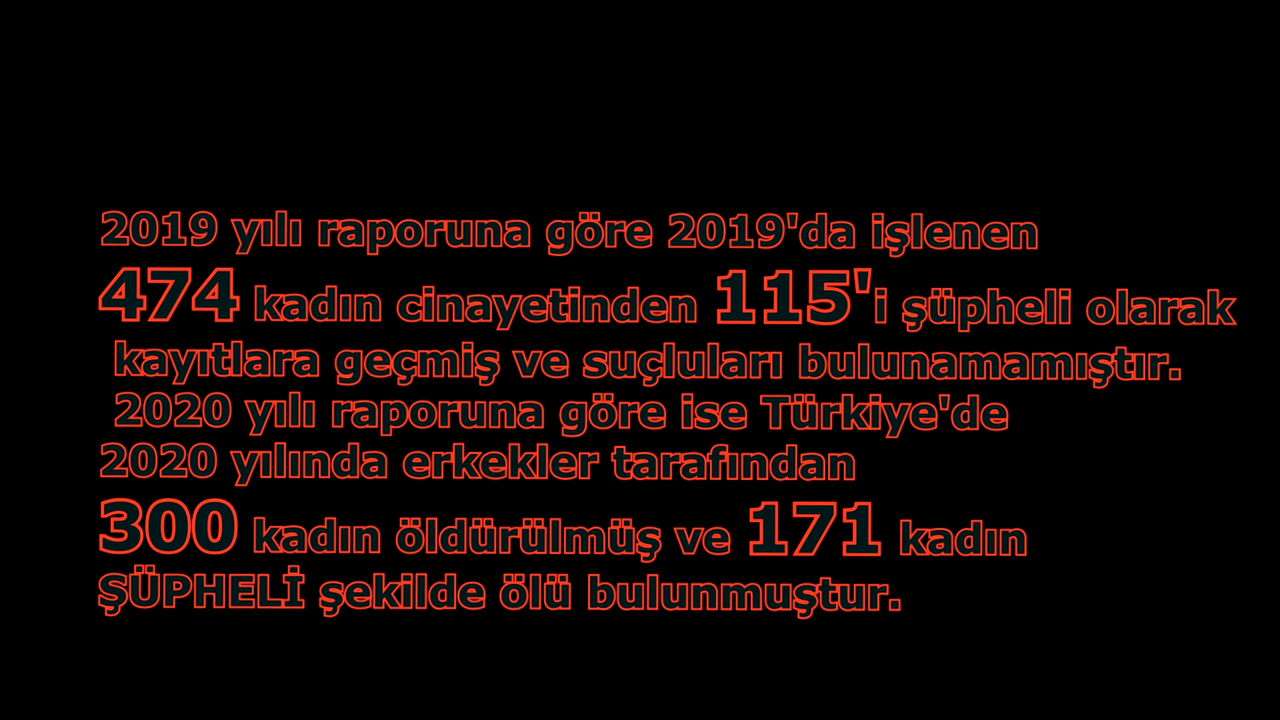 2019 yılı raporuna göre 2019'da işlenen
474 kadın cinayetinden 115'i şüpheli olarak
kayıtlara geçmiş ve suçluları bulunamamıştır.
2020 yılı raporuna göre ise Türkiye'de
2020 yılında erkekler tarafından
300 kadın öldürülmüş ve 171 kadın
ŞÜPHELİ şekilde ölü bulunmuştur.